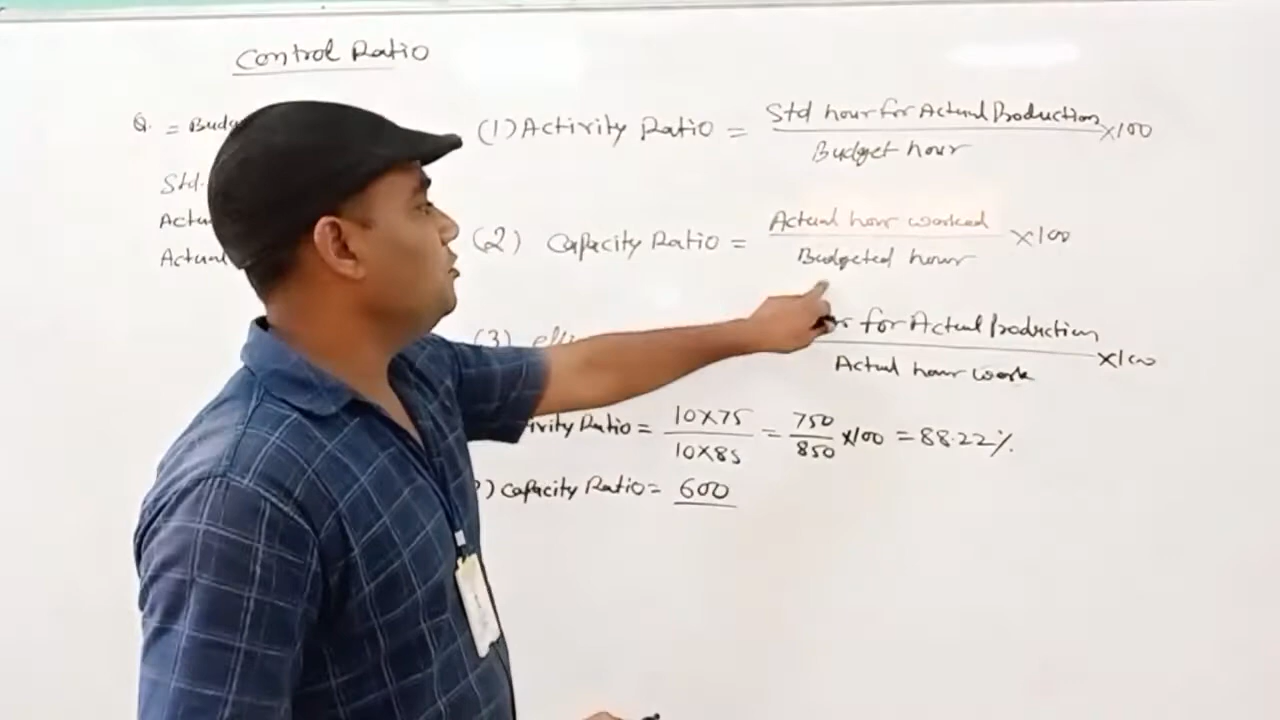 Control Ratio
Q. = Budg
Std.
Actu
Actual
(1) Activity Ratio = Std hour for Actual Production / Budget hour ×100
(2) Capacity Ratio = Actual hour worked / Budgeted hour ×100
(3) effi for Actual Production / Actual hour work ×100
ivity Ratio = 10×75 / 10×85 = 750 / 850 ×100 = 88.22%
) Capacity Ratio = 600